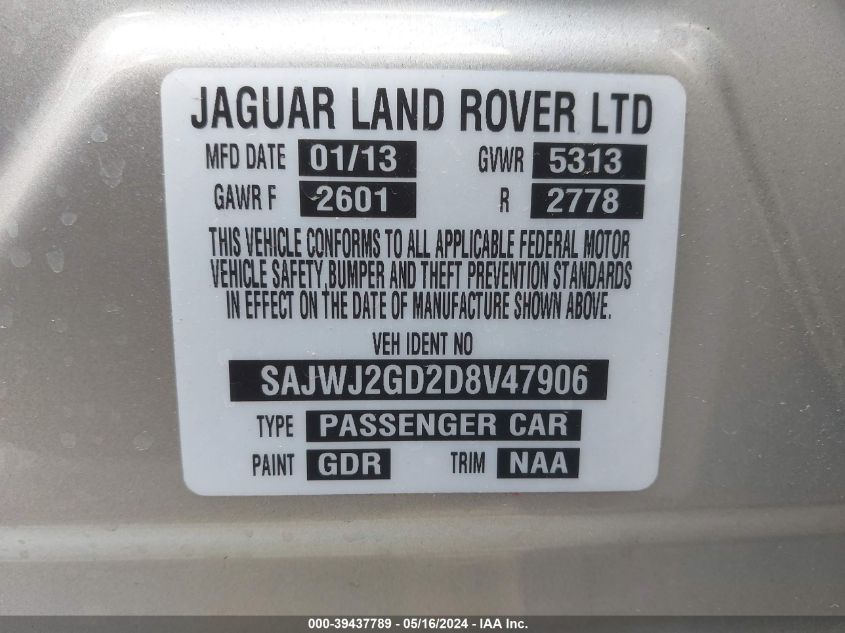 JAGUAR LAND ROVER LTD
MFD DATE 01/13 GVWR 5313
GAWR F 2601 R 2778
THIS VEHICLE CONFORMS TO ALL APPLICABLE FEDERAL MOTOR
VEHICLE SAFETY, BUMPER AND THEFT PREVENTION STANDARDS
IN EFFECT ON THE DATE OF MANUFACTURE SHOWN ABOVE.
VEH IDENT NO
SAJWJ2GD2D8V47906
TYPE PASSENGER CAR
PAINT GDR TRIM NAA
000-39437789 - 05/16/2024 - IAA Inc.